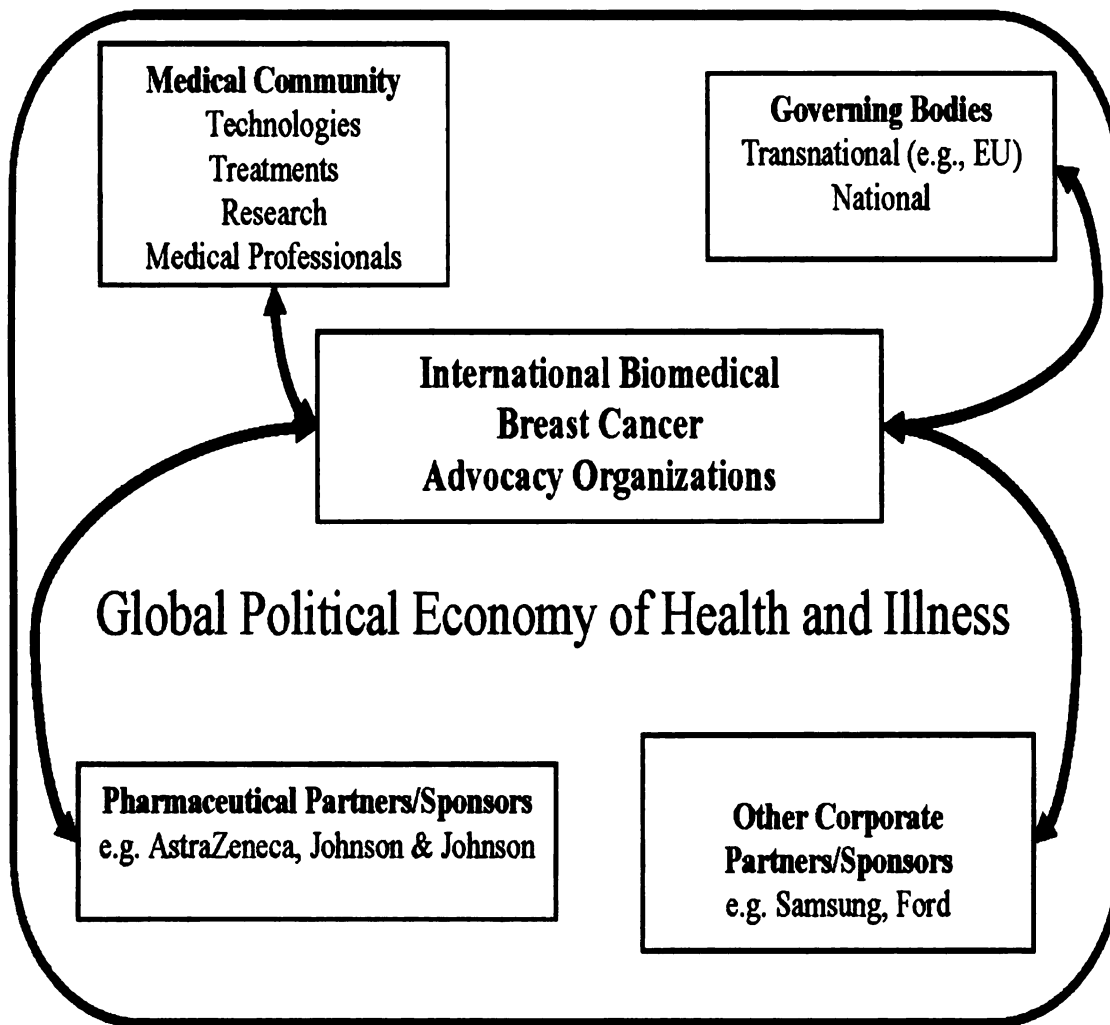 Medical Community
Technologies
Treatments
Research
Medical Professionals
Governing Bodies
Transnational (e.g., EU)
National
International Biomedical
Breast Cancer
Advocacy Organizations
Global Political Economy of Health and Illness
Pharmaceutical Partners/Sponsors
e.g. AstraZeneca, Johnson & Johnson
Other Corporate
Partners/Sponsors
e.g. Samsung, Ford